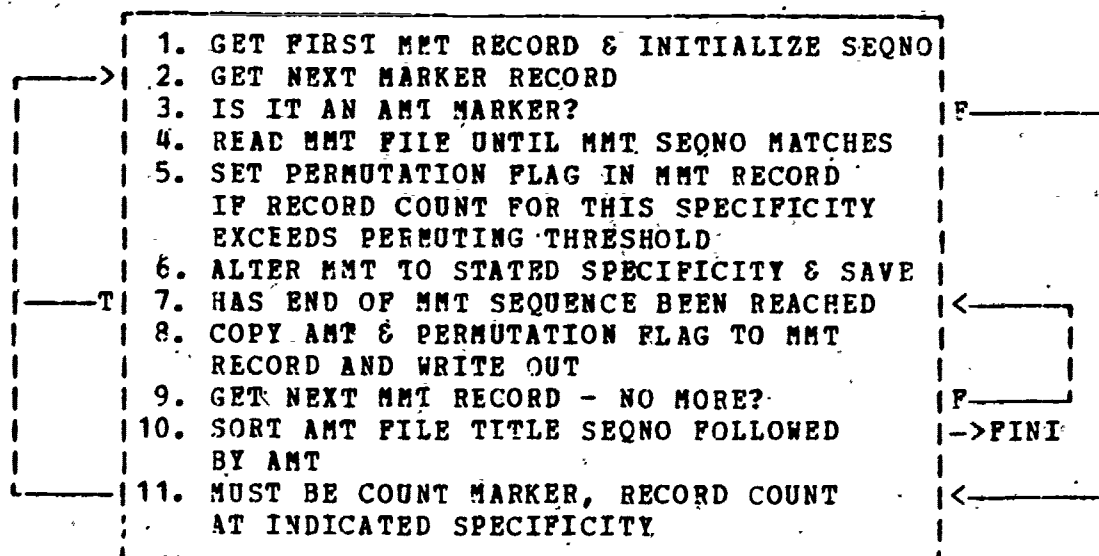 1. GET FIRST MMT RECORD & INITIALIZE SEQNO
2. GET NEXT MARKER RECORD
3. IS IT AN AMT MARKER? F
4. READ MMT FILE UNTIL MMT SEQNO MATCHES
5. SET PERMUTATION FLAG IN MMT RECORD
IF RECORD COUNT FOR THIS SPECIFICITY
EXCEEDS PERMUTING THRESHOLD
6. ALTER MMT TO STATED SPECIFICITY & SAVE
T 7. HAS END OF MMT SEQUENCE BEEN REACHED
8. COPY AMT & PERMUTATION FLAG TO MMT
RECORD AND WRITE OUT
9. GET NEXT MMT RECORD - NO MORE? F
10. SORT AMT FILE TITLE SEQNO FOLLOWED ->FINI
BY AMT
11. MUST BE COUNT MARKER, RECORD COUNT
AT INDICATED SPECIFICITY